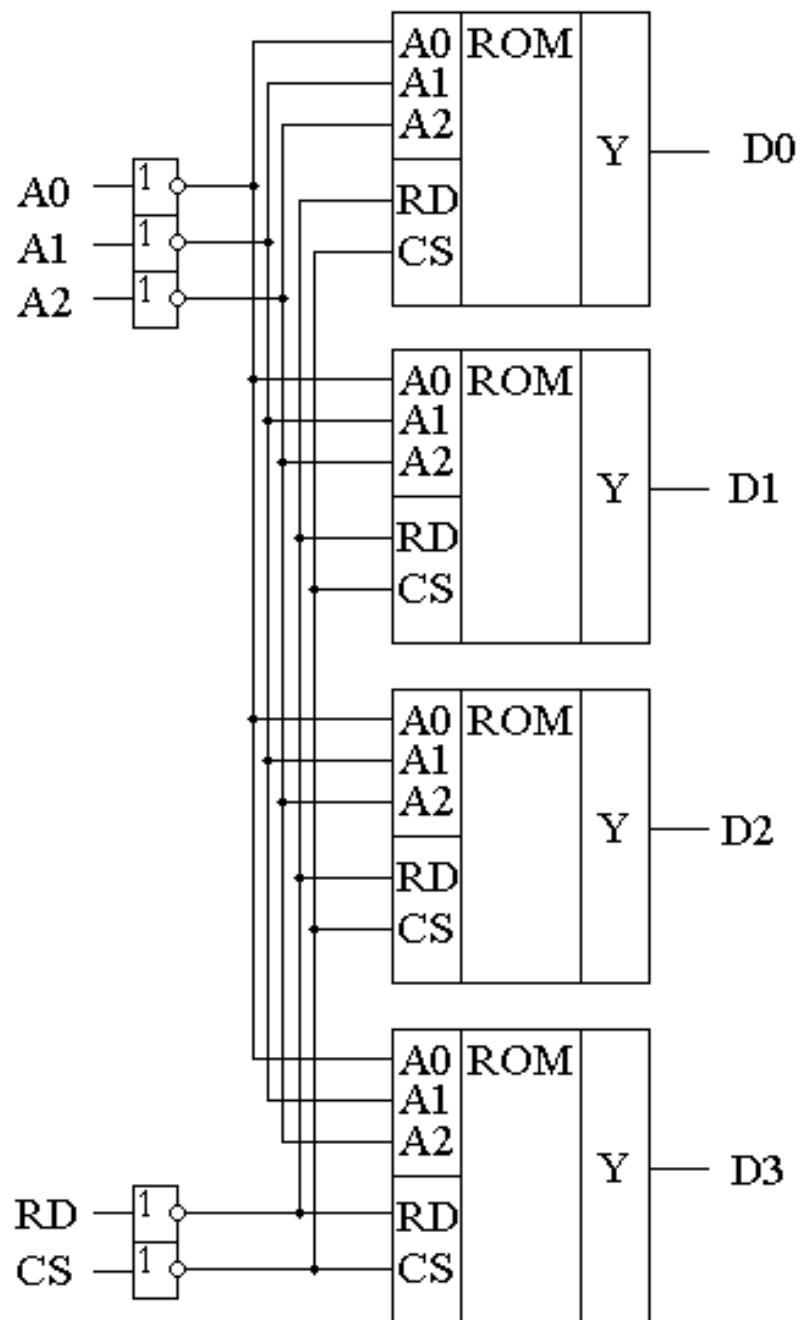 A0 ROM
A1
A2
Y D0
RD
CS
A0 1
A1 1
A2 1
A0 ROM
A1
A2
Y D1
RD
CS
A0 ROM
A1
A2
Y D2
RD
CS
A0 ROM
A1
A2
Y D3
RD 1 RD
CS 1 CS